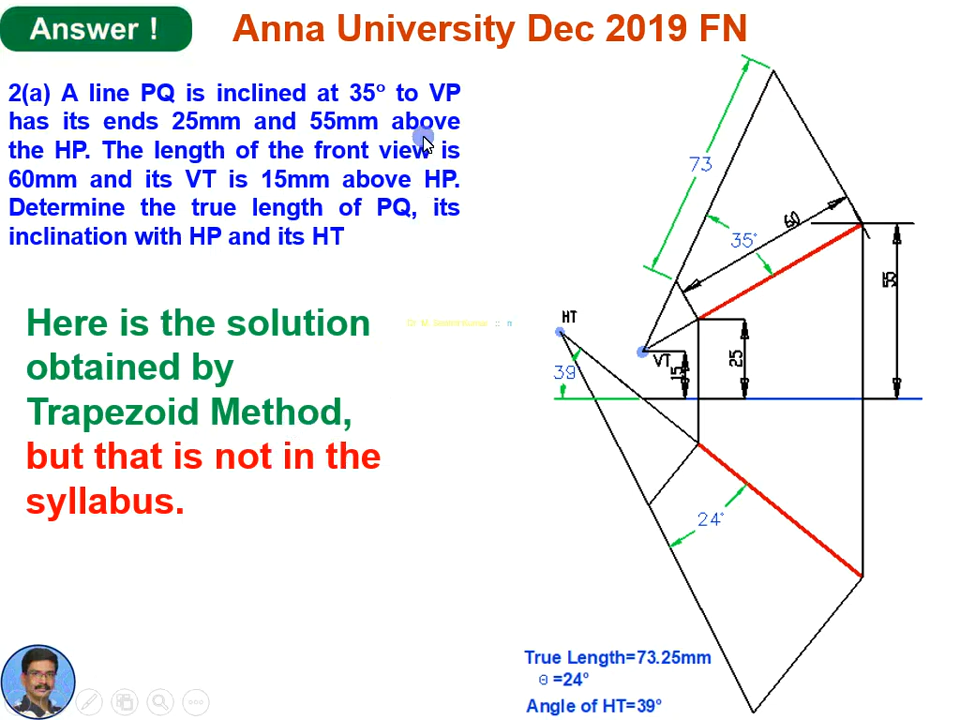 Answer !
Anna University Dec 2019 FN
2(a) A line PQ is inclined at 35° to VP
has its ends 25mm and 55mm above
the HP. The length of the front view is
60mm and its VT is 15mm above HP.
Determine the true length of PQ, its
inclination with HP and its HT
Here is the solution
obtained by
Trapezoid Method,
but that is not in the
syllabus.
73
60
35°
55
HT
VT
39
15
25
24°
True Length=73.25mm
Θ =24°
Angle of HT=39°